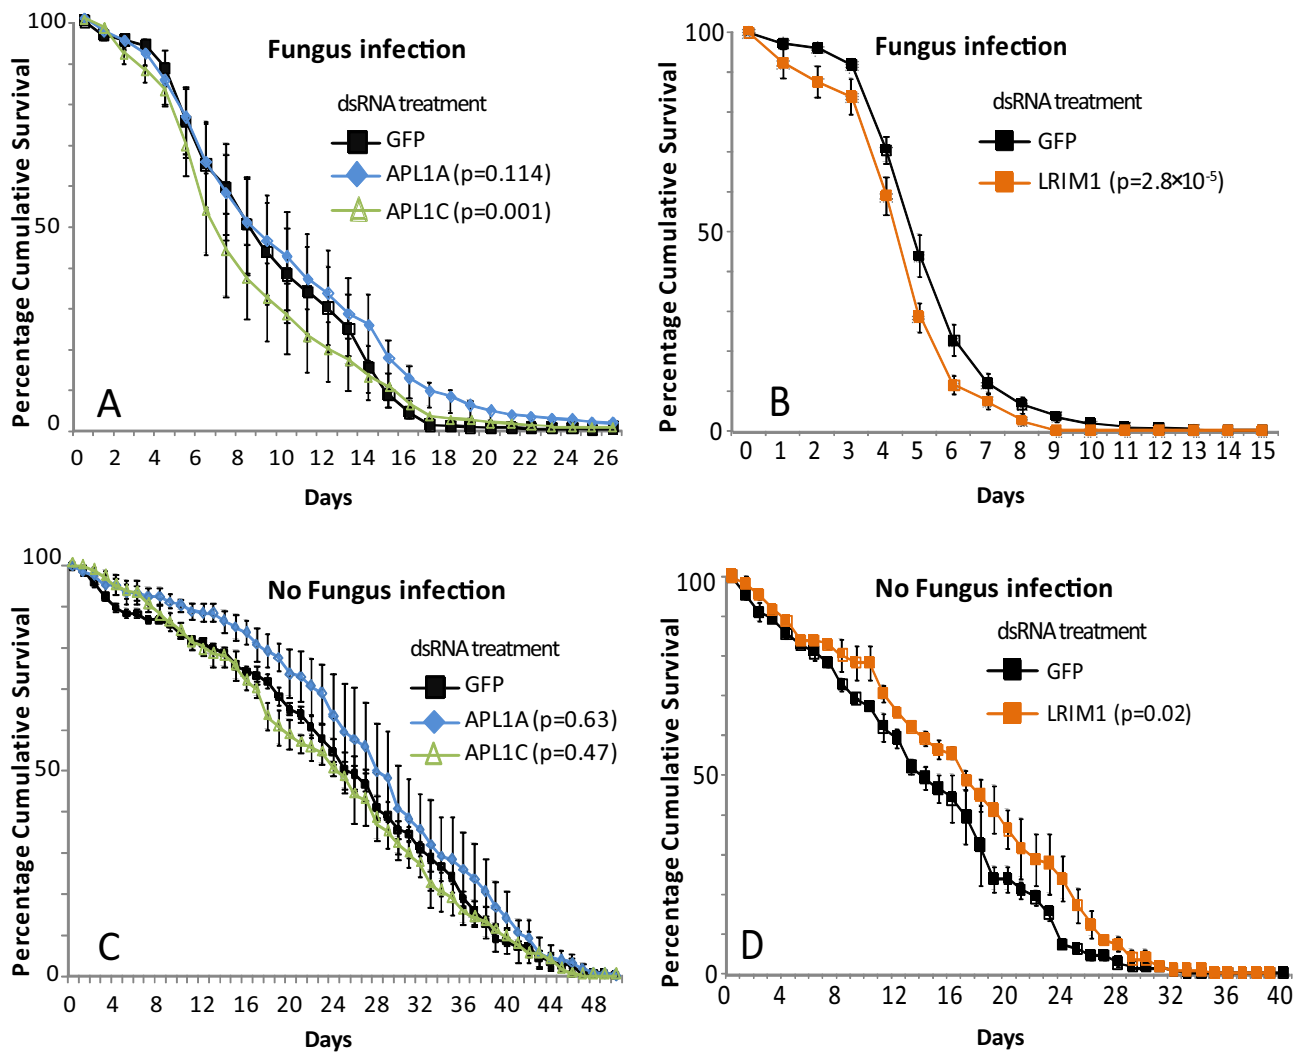 Fungus infection
dsRNA treatment
GFP
APL1A (p=0.114)
APL1C (p=0.001)
Percentage Cumulative Survival
100
50
0
A
0 2 4 6 8 10 12 14 16 18 20 22 24 26
Days
Fungus infection
dsRNA treatment
GFP
LRIM1 (p=2.8×10-5)
Percentage Cumulative Survival
100
50
0
B
0 1 2 3 4 5 6 7 8 9 10 11 12 13 14 15
Days
No Fungus infection
dsRNA treatment
GFP
APL1A (p=0.63)
APL1C (p=0.47)
Percentage Cumulative Survival
100
50
0
C
0 4 8 12 16 20 24 28 32 36 40 44 48
Days
No Fungus infection
dsRNA treatment
GFP
LRIM1 (p=0.02)
Percentage Cumulative Survival
100
50
0
D
0 4 8 12 16 20 24 28 32 36 40
Days